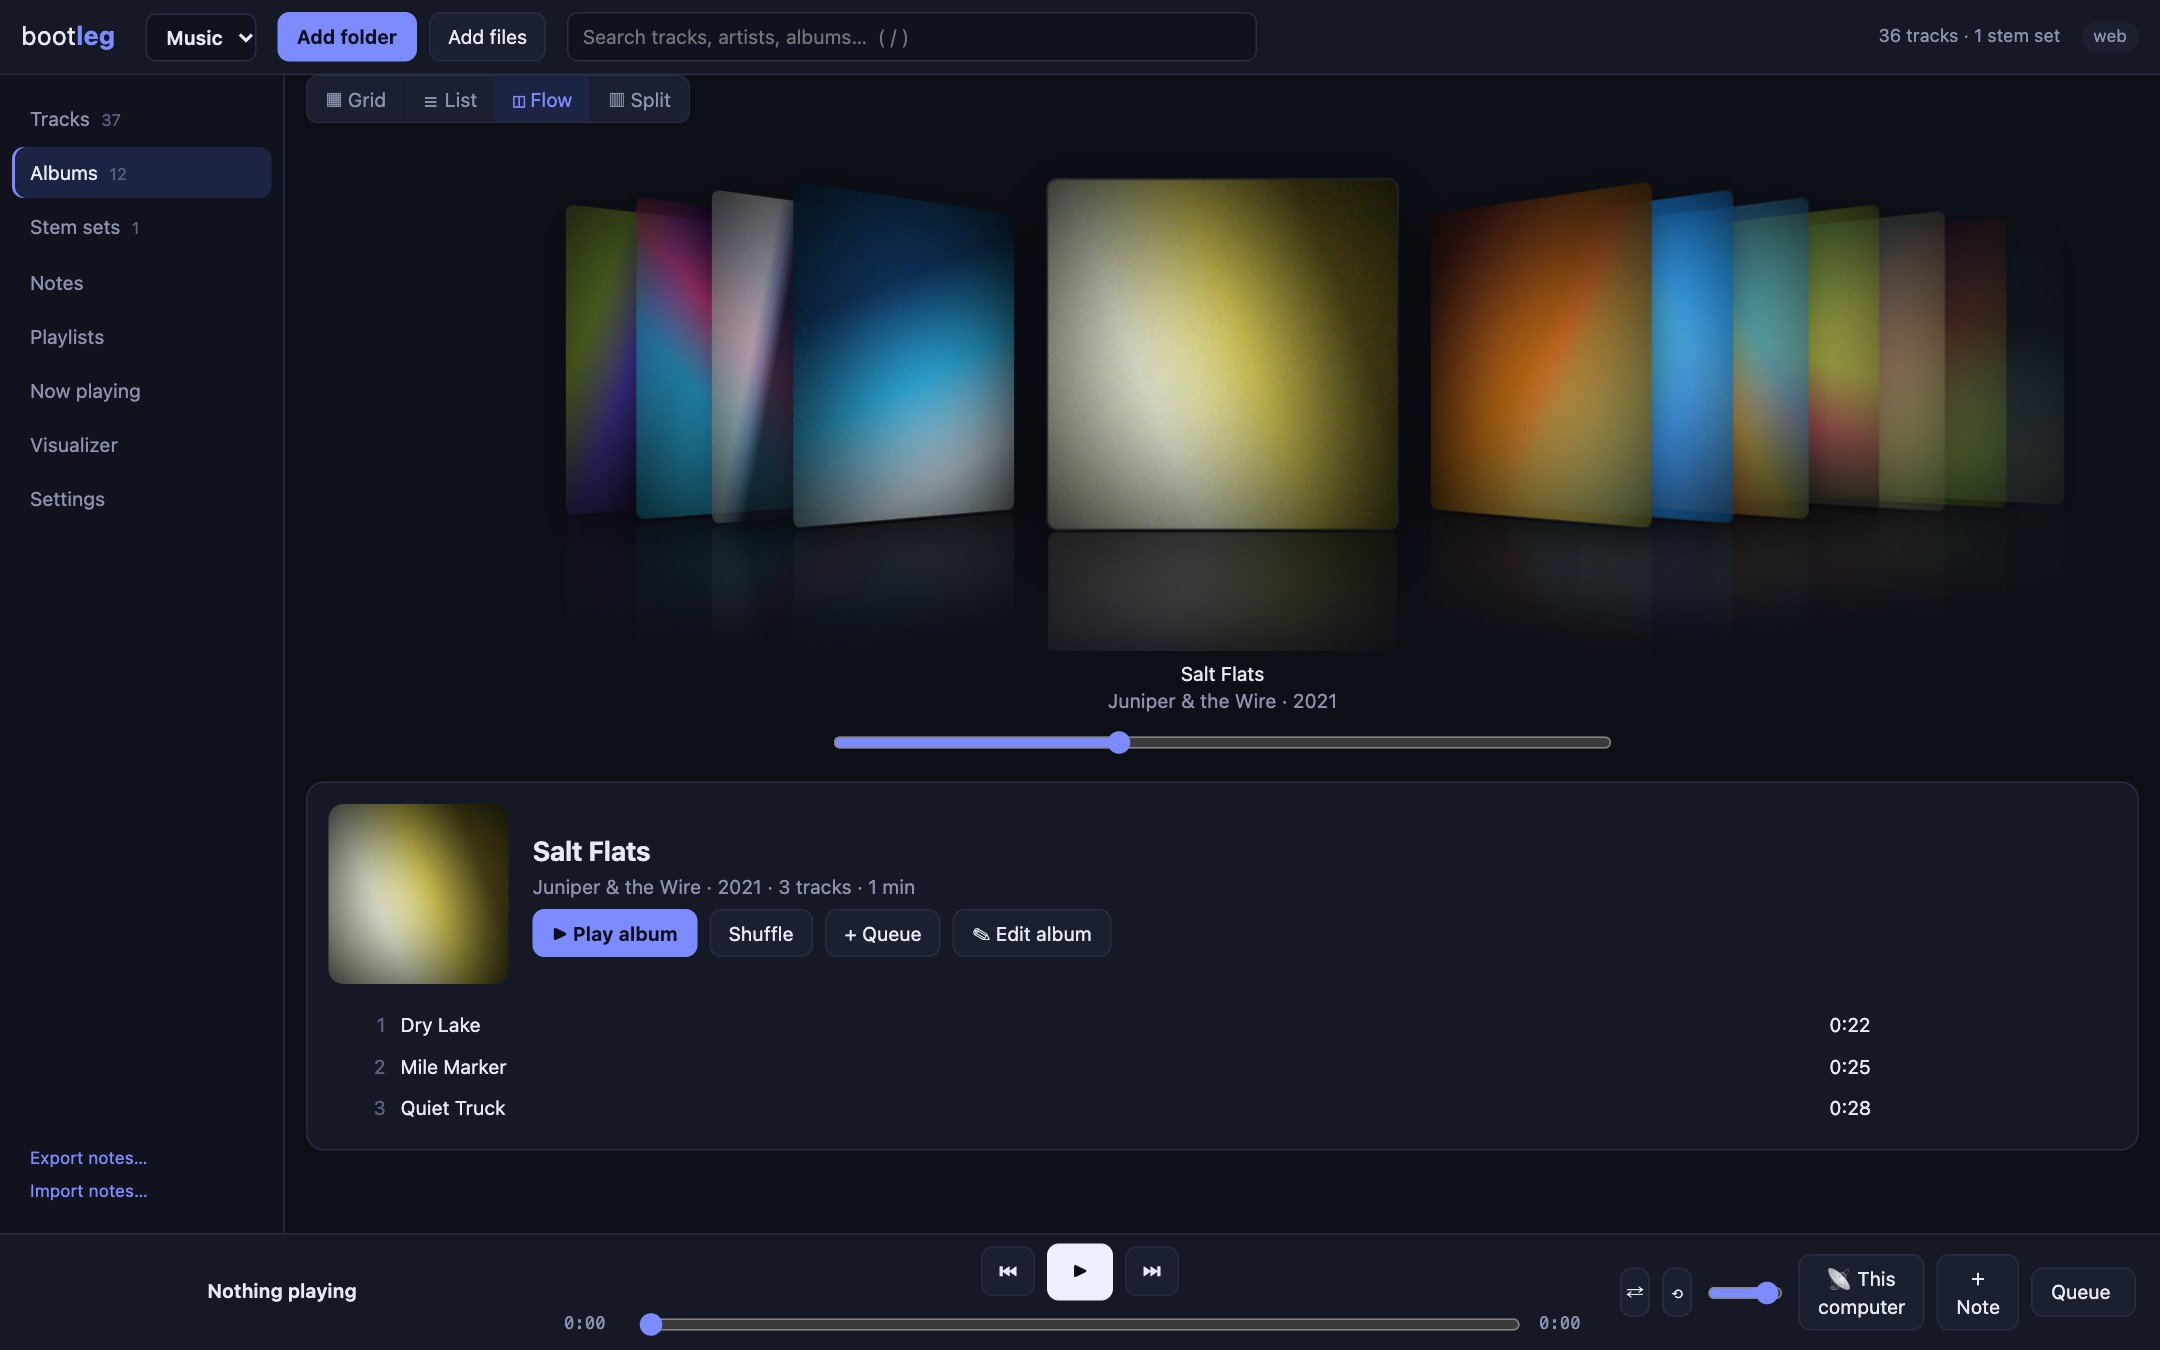 bootleg
Music
Add folder
Add files
Search tracks, artists, albums… ( / )
36 tracks · 1 stem set
web
Tracks 37
Albums 12
Stem sets 1
Notes
Playlists
Now playing
Visualizer
Settings
Export notes…
Import notes…
Grid
List
Flow
Split
Salt Flats
Juniper & the Wire · 2021
Salt Flats
Juniper & the Wire · 2021 · 3 tracks · 1 min
Play album
Shuffle
+ Queue
Edit album
1 Dry Lake 0:22
2 Mile Marker 0:25
3 Quiet Truck 0:28
Nothing playing
0:00
0:00
This
computer
+
Note
Queue